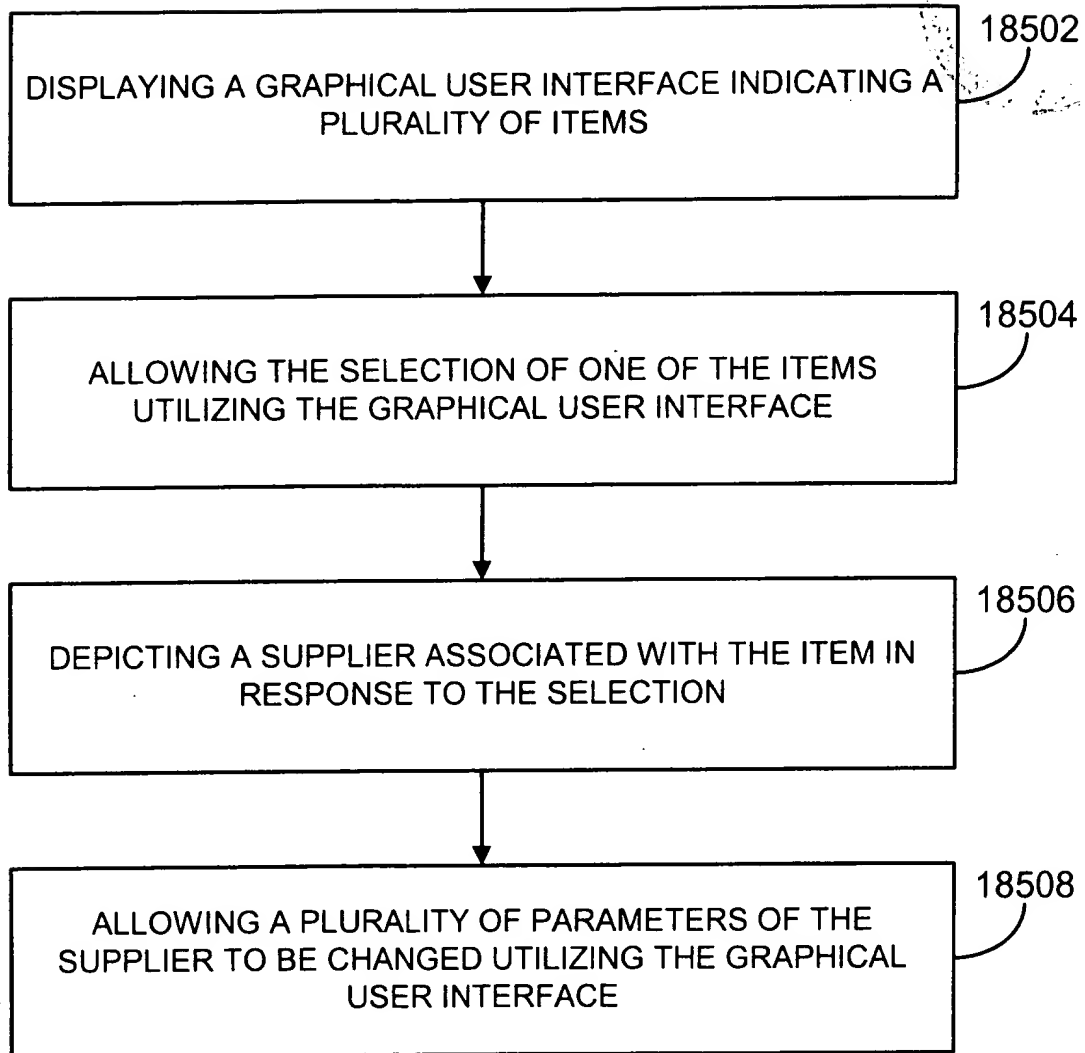 18502
DISPLAYING A GRAPHICAL USER INTERFACE INDICATING A
PLURALITY OF ITEMS
18504
ALLOWING THE SELECTION OF ONE OF THE ITEMS
UTILIZING THE GRAPHICAL USER INTERFACE
18506
DEPICTING A SUPPLIER ASSOCIATED WITH THE ITEM IN
RESPONSE TO THE SELECTION
18508
ALLOWING A PLURALITY OF PARAMETERS OF THE
SUPPLIER TO BE CHANGED UTILIZING THE GRAPHICAL
USER INTERFACE